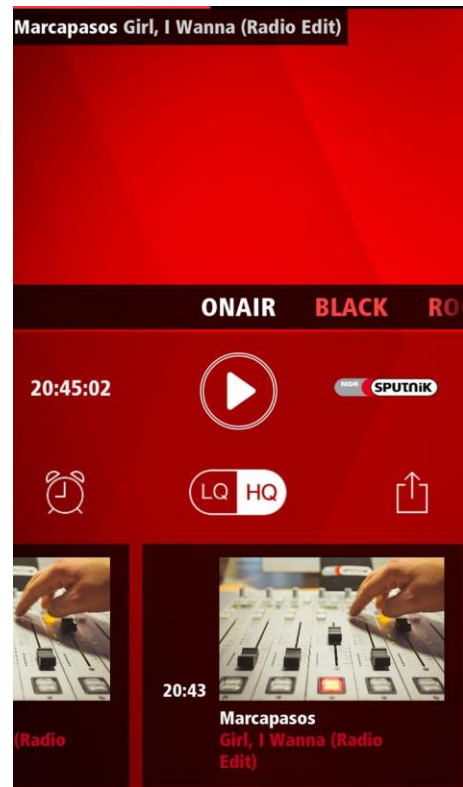 Marcapasos Girl, I Wanna (Radio Edit)
ONAIR BLACK RO
20:45:02
MDR SPUTNIK
LQ HQ
20:43
Marcapasos
(Radio
Girl, I Wanna (Radio
Edit)